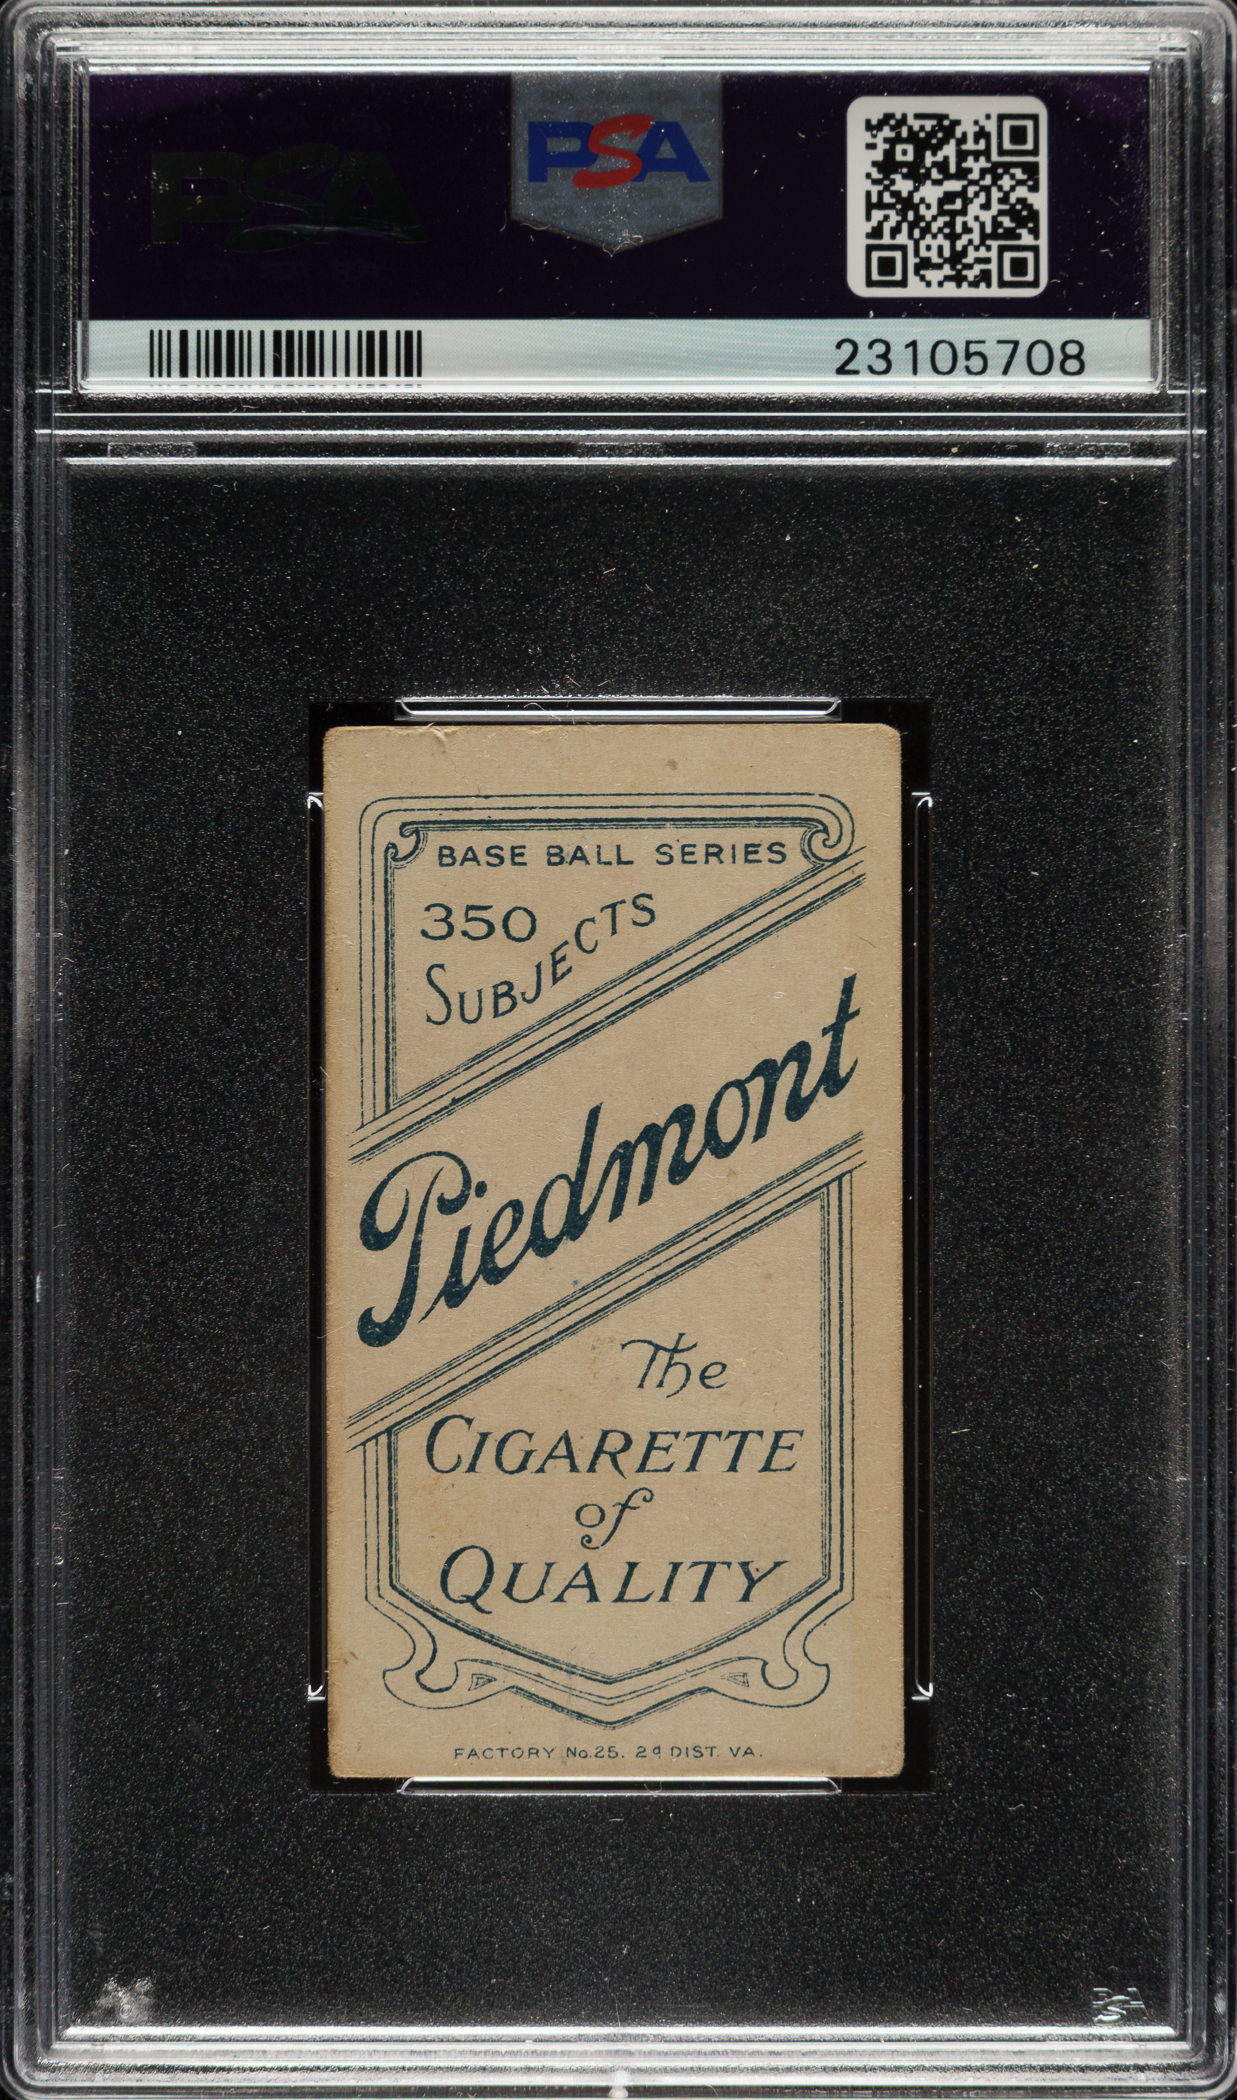 PSA
PSA
23105708
BASE BALL SERIES
350
SUBJECTS
Piedmont
The
CIGARETTE
of
QUALITY
FACTORY No. 25. 2d DIST. VA.
PSA